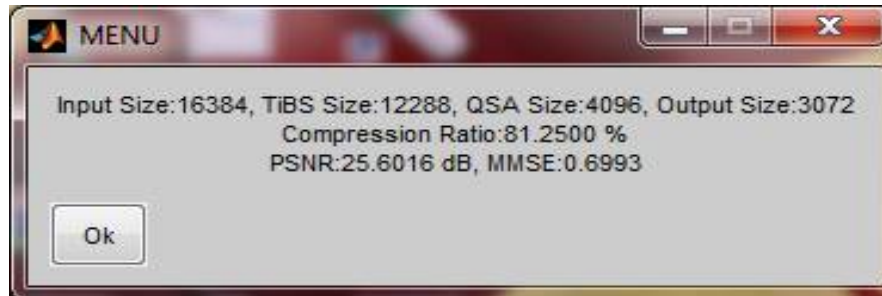 MENU
Input Size:16384, TiBS Size:12288, QSA Size:4096, Output Size:3072
Compression Ratio:81.2500 %
PSNR:25.6016 dB, MMSE:0.6993
Ok